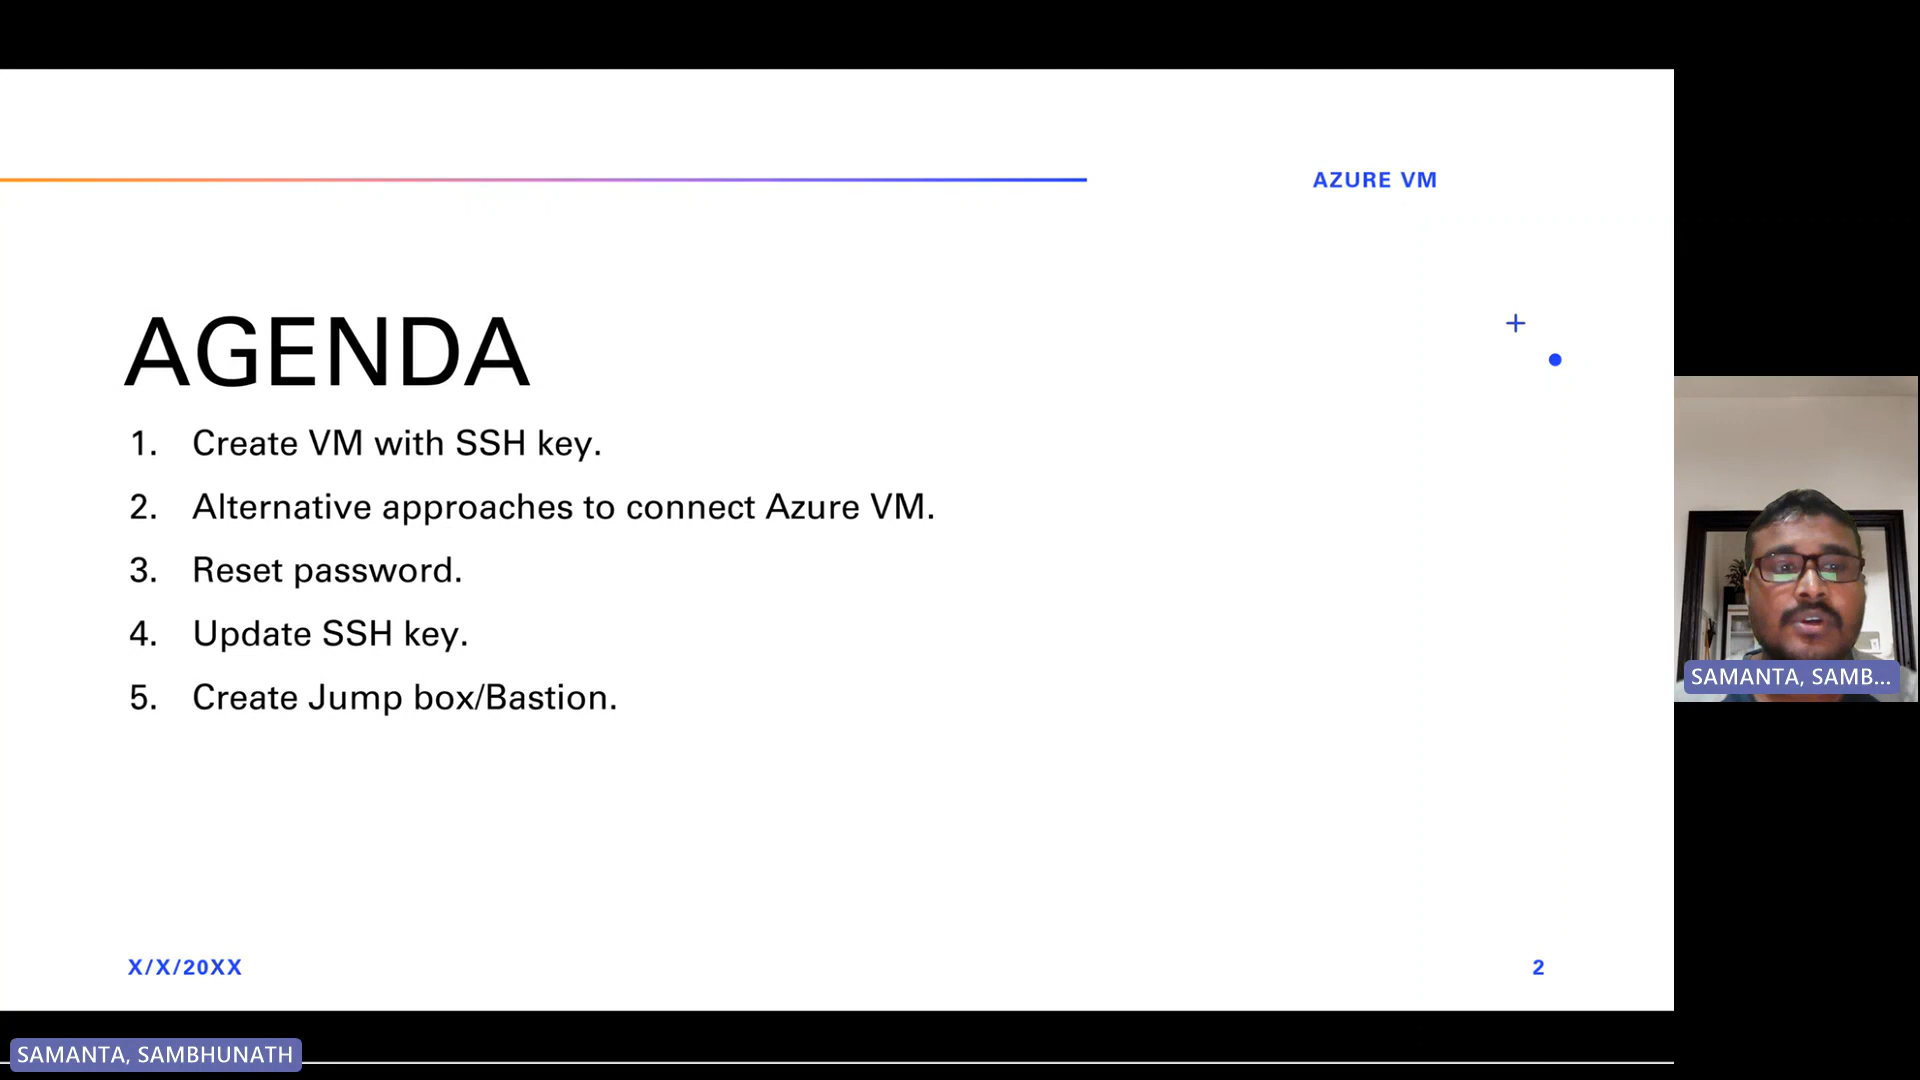 AZURE VM
AGENDA
1. Create VM with SSH key.
2. Alternative approaches to connect Azure VM.
3. Reset password.
4. Update SSH key.
5. Create Jump box/Bastion.
X/X/20XX
2
SAMANTA, SAMB...
SAMANTA, SAMBHUNATH